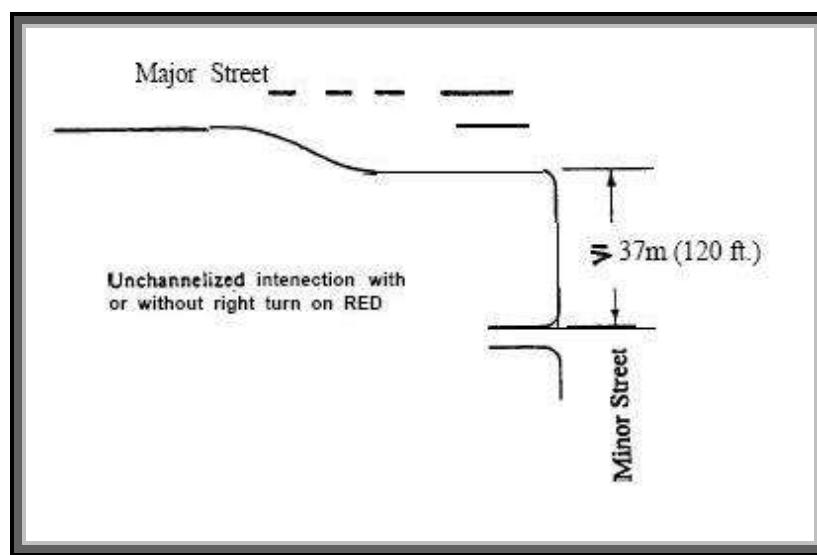 Major Street
≥ 37m (120 ft.)
Unchannelized intenection with
or without right turn on RED
Minor Street